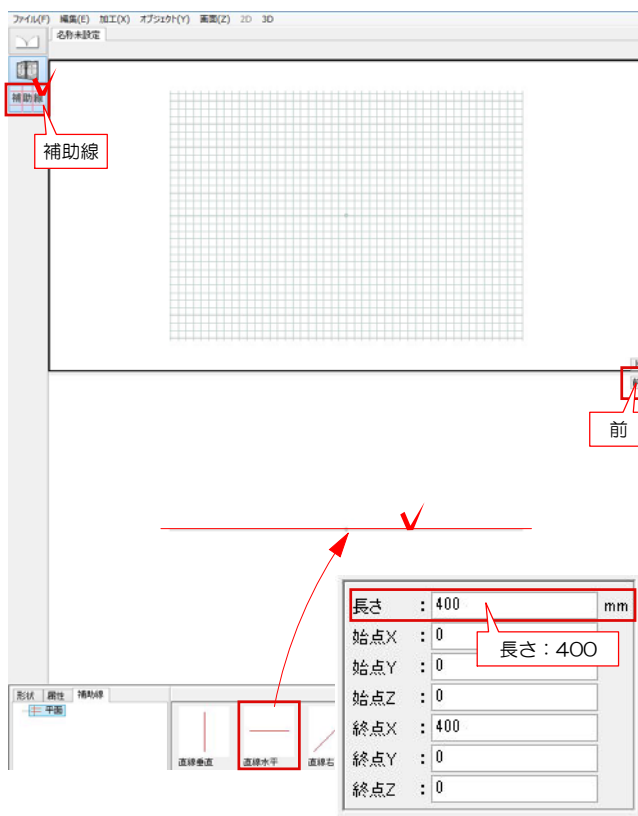 ファイル(F) 編集(E) 加工(X) オブジェクト(Y) 画面(Z) 2D 3D
名称未設定
補助線
補助線
前
長さ : 400 mm
長さ：400
始点X : 0
始点Y : 0
始点Z : 0
終点X : 400
終点Y : 0
終点Z : 0
形状 属性 補助線
平面
直線垂直 直線水平 直線右